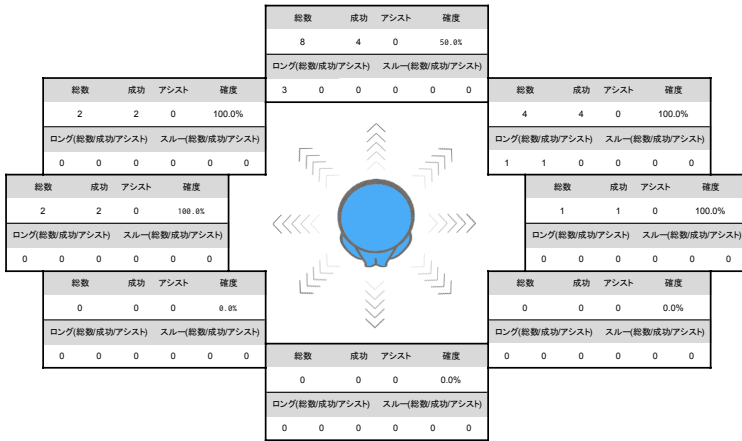 総数 成功 アシスト 確度
8 4 0 50.0%
ロング(総数/成功/アシスト) スルー(総数/成功/アシスト)
3 0 0 0 0 0
総数 成功 アシスト 確度
2 2 0 100.0%
ロング(総数/成功/アシスト) スルー(総数/成功/アシスト)
0 0 0 0 0 0
総数 成功 アシスト 確度
4 4 0 100.0%
ロング(総数/成功/アシスト) スルー(総数/成功/アシスト)
1 1 0 0 0 0
総数 成功 アシスト 確度
2 2 0 100.0%
ロング(総数/成功/アシスト) スルー(総数/成功/アシスト)
0 0 0 0 0 0
総数 成功 アシスト 確度
1 1 0 100.0%
ロング(総数/成功/アシスト) スルー(総数/成功/アシスト)
0 0 0 0 0 0
総数 成功 アシスト 確度
0 0 0 0.0%
ロング(総数/成功/アシスト) スルー(総数/成功/アシスト)
0 0 0 0 0 0
総数 成功 アシスト 確度
0 0 0 0.0%
ロング(総数/成功/アシスト) スルー(総数/成功/アシスト)
0 0 0 0 0 0
総数 成功 アシスト 確度
0 0 0 0.0%
ロング(総数/成功/アシスト) スルー(総数/成功/アシスト)
0 0 0 0 0 0